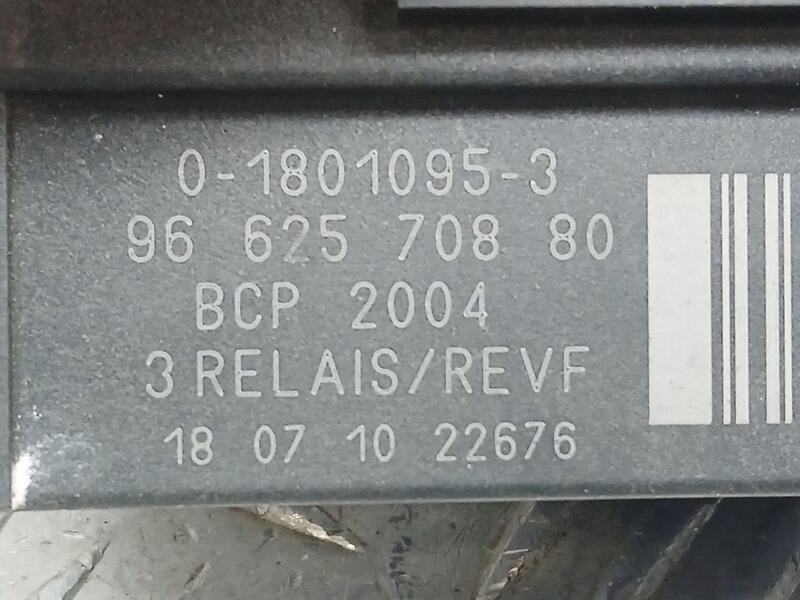 0-1801095-3
96 625 708 80
BCP 2004
3 RELAIS/REVF
18 07 10 22676